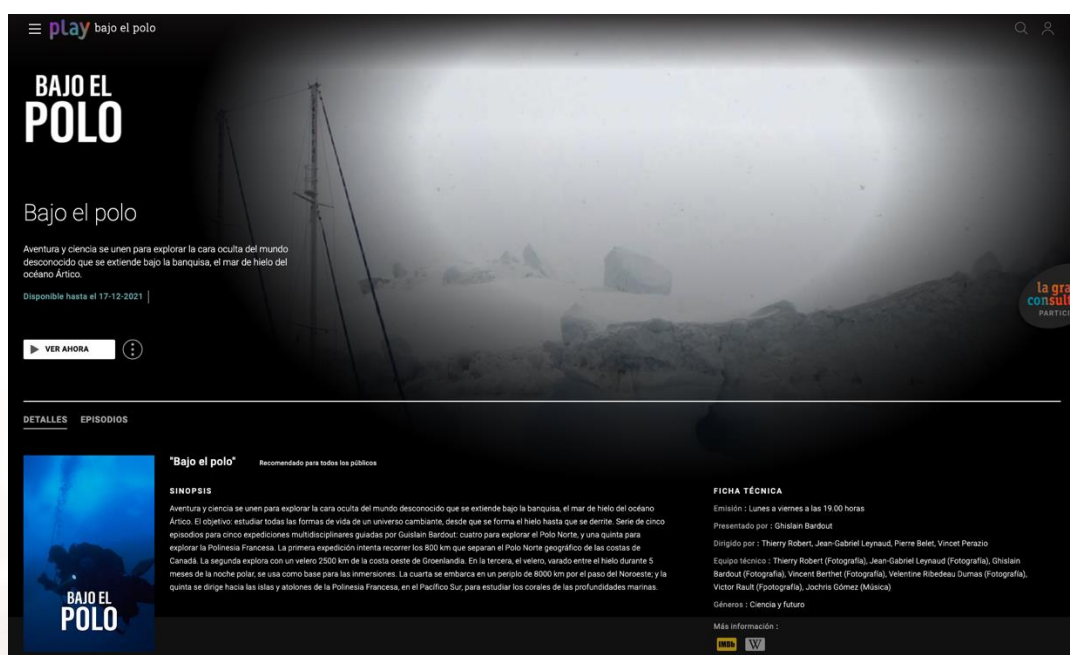 play bajo el polo
BAJO EL
POLO
Bajo el polo
Aventura y ciencia se unen para explorar la cara oculta del mundo
desconocido que se extiende bajo la banquisa, el mar de hielo del
océano Ártico.
Disponible hasta el 17-12-2021
la gra
consult
PARTICI
VER AHORA
DETALLES EPISODIOS
"Bajo el polo" Recomendado para todos los públicos
SINOPSIS
Aventura y ciencia se unen para explorar la cara oculta del mundo desconocido que se extiende bajo la banquisa, el mar de hielo del océano
Ártico. El objetivo: estudiar todas las formas de vida de un universo cambiante, desde que se forma el hielo hasta que se derrite. Serie de cinco
episodios para cinco expediciones multidisciplinares guiadas por Guislain Bardout: cuatro para explorar el Polo Norte, y una quinta para
explorar la Polinesia Francesa. La primera expedición intenta recorrer los 800 km que separan el Polo Norte geográfico de las costas de
Canadá. La segunda explora con un velero 2500 km de la costa oeste de Groenlandia. En la tercera, el velero, varado entre el hielo durante 5
meses de la noche polar, se usa como base para las inmersiones. La cuarta se embarca en un periplo de 8000 km por el paso del Noroeste; y la
quinta se dirige hacia las islas y atolones de la Polinesia Francesa, en el Pacífico Sur, para estudiar los corales de las profundidades marinas.
FICHA TÉCNICA
Emisión : Lunes a viernes a las 19.00 horas
Presentado por : Ghislain Bardout
Dirigido por : Thierry Robert, Jean-Gabriel Leynaud, Pierre Belet, Vincet Perazio
Equipo técnico : Thierry Robert (Fotografía), Jean-Gabriel Leynaud (Fotografía), Ghislain
Bardout (Fotografía), Vincent Berthet (Fotografía), Velentine Ribedeau Dumas (Fotografía),
Victor Rault (Fpotografía), Jochris Gómez (Música)
Géneros : Ciencia y futuro
Más información :
IMDb W
BAJO EL
POLO